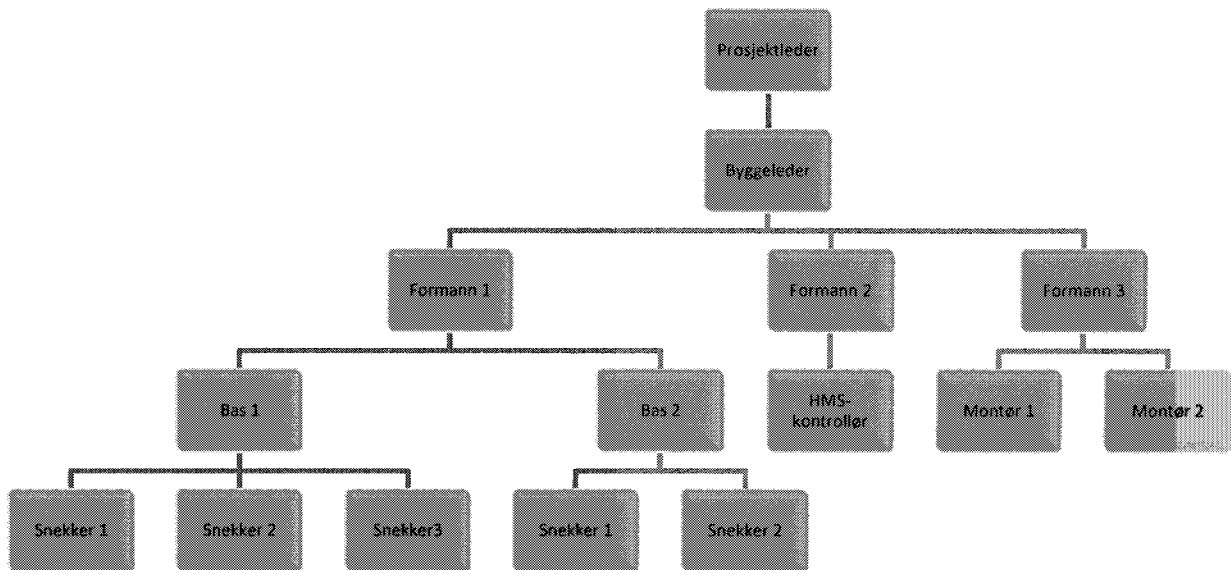 Prosjektleder
Byggeleder
Formann 1
Formann 2
Formann 3
Bas 1
Bas 2
HMS-
kontrollør
Montør 1
Montør 2
Snekker 1
Snekker 2
Snekker3
Snekker 1
Snekker 2